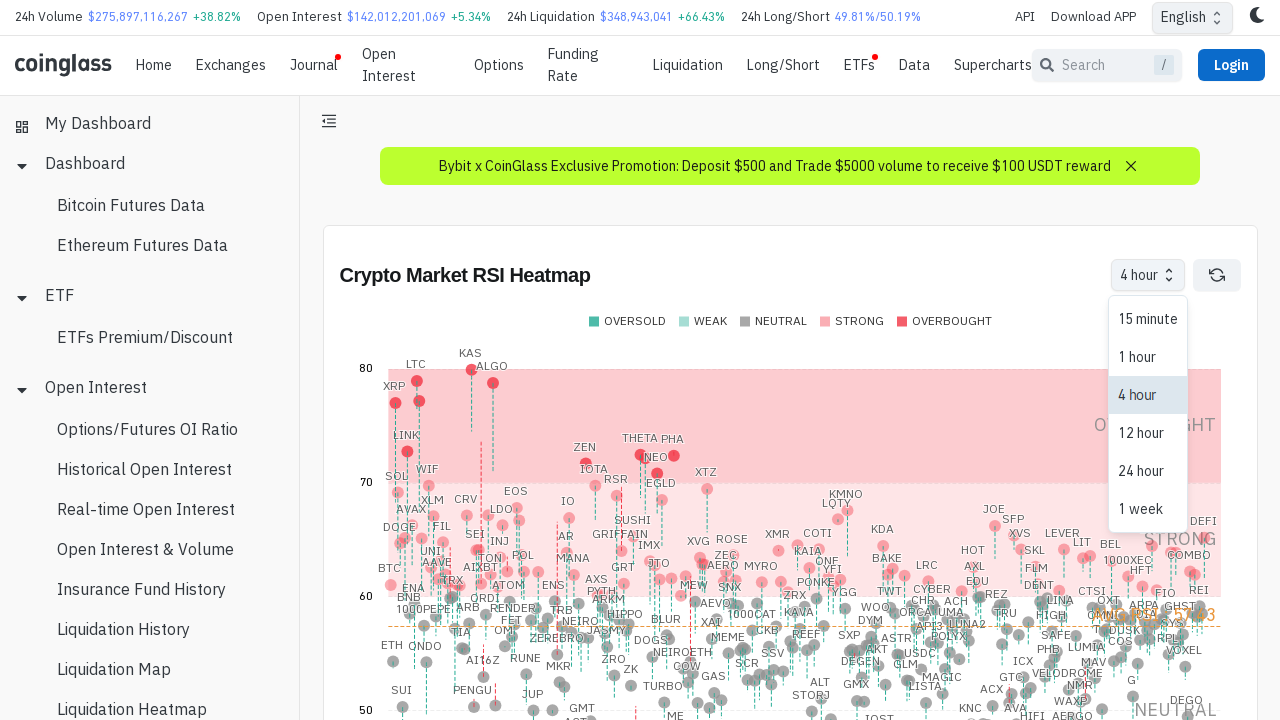 24h Volume $275,897,116,267 +38.82% Open Interest $142,012,201,069 +5.34% 24h Liquidation $348,943,041 +66.43% 24h Long/Short 49.81%/50.19% API Download APP English
coinglass Home Exchanges Journal Open Interest Options Funding Rate Liquidation Long/Short ETFs Data Supercharts Search / Login
My Dashboard
Dashboard
Bitcoin Futures Data
Ethereum Futures Data
ETF
ETFs Premium/Discount
Open Interest
Options/Futures OI Ratio
Historical Open Interest
Real-time Open Interest
Open Interest & Volume
Insurance Fund History
Liquidation History
Liquidation Map
Liquidation Heatmap
Bybit x CoinGlass Exclusive Promotion: Deposit $500 and Trade $5000 volume to receive $100 USDT reward
Crypto Market RSI Heatmap
4 hour
15 minute
1 hour
4 hour
12 hour
24 hour
1 week
OVERSOLD WEAK NEUTRAL STRONG OVERBOUGHT
KAS
LTC ALGO
80
XRP
LINK ZEN THETA PHA
NEO
SOL WIF IOTA RSR EGLD XTZ
70
XLM CRV EOS IO KMNO
LQTY
AVAX LDO SUSHI JOE SFP DEFI
DOGE FIL SEI INJ AR GRIFFAIN IMX XVG ROSE XMR COTI KDA XVS LEVER
STRONG
UNI TON POL MANA ZEC KAIA BAKE HOT SKL LIT BEL COMBO
BTC AAVE AIXBT GRT JTO AERO MYRO ONE YFI LRC AXL FLM 1000XEC HFT
ENA TRX ATOM ENS AXS PYTH MEW SNX PONKE YGG TWT CYBER EDU DENT CTSI FIO REI
60
BNB 1000PEPE ARB ORDI RENDER TRB ARKM HIPPO AEVO 1000CAT ZRX KAVA WOO CHR ACH REZ LINA CXT ARPA GHST
TIA OM FET NEIRO JASMY BLUR XAI CKB REEF DYM ORCA UMA API3 LUNA2 TRU HIGH
ETH ONDO ZEREBRO DOGS MEME SXP AKT ASTR POLYX SAFE COS DUSK RPL
AI16Z RUNE MKR ZRO NEIROETH SSV DEGEN USDC PHB LUMIA VOXEL
SUI PENGU JUP ZK COW SCR GLM ICX MAV
TURBO GAS ALT GMX MAGIC GTC VELODROME G
GMT ME STORJ LISTA ACX NMR DEGO
IOST KNC AVA WAXP NEUTRAL
HIFI AERGO